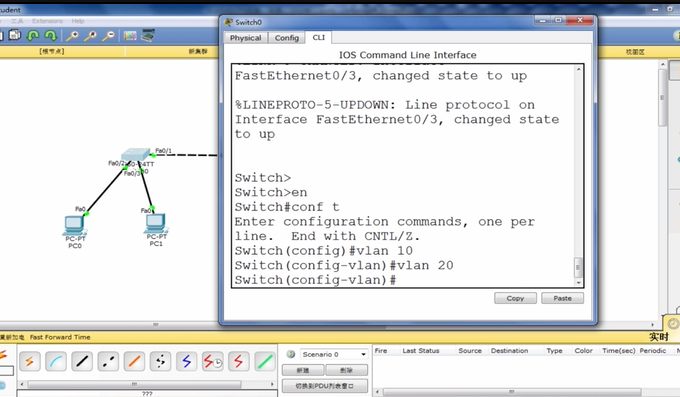 tudent
工具 Extensions Help
[根节点]
新集群
视图区
Switch0
Physical Config CLI
IOS Command Line Interface
FastEthernet0/3, changed state to up
%LINEPROTO-5-UPDOWN: Line protocol on
Interface FastEthernet0/3, changed state
to up
Switch>
Switch>en
Switch#conf t
Enter configuration commands, one per
line. End with CNTL/Z.
Switch(config)#vlan 10
Switch(config-vlan)#vlan 20
Switch(config-vlan)#
Copy Paste
Fa0/1
Fa0/2
Fa0/3
Fa0
Fa0
PC-PT
PC0
PC-PT
PC1
Fast Forward Time
实时
Scenario 0
新建 删除
切换到PDU列表窗口
Fire Last Status Source Destination Type Color Time(sec) Periodic N
???